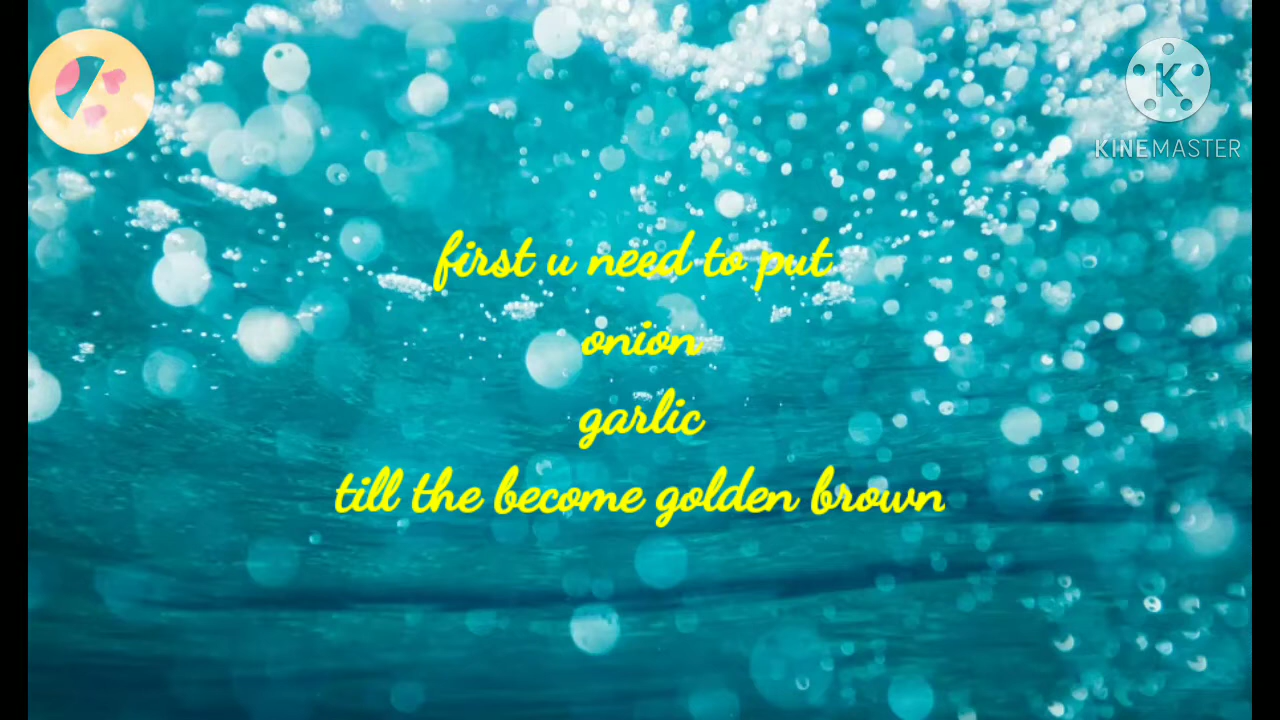 K
KINEMASTER
first u need to put
onion
garlic
till the become golden brown